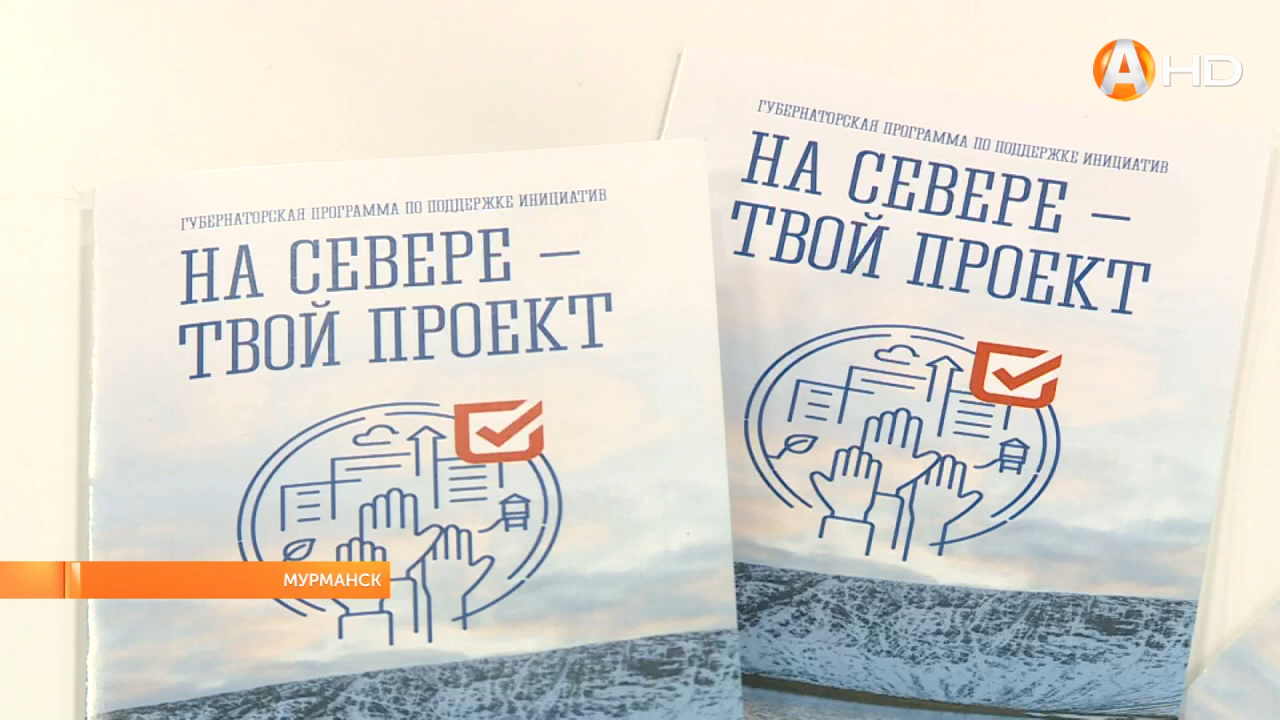 ГУБЕРНАТОРСКАЯ ПРОГРАММА ПО ПОДДЕРЖКЕ ИНИЦИАТИВ
НА СЕВЕРЕ –
ТВОЙ ПРОЕКТ
ГУБЕРНАТОРСКАЯ ПРОГРАММА ПО ПОДДЕРЖКЕ ИНИЦИАТИВ
НА СЕВЕРЕ –
ТВОЙ ПРОЕКТ
А HD
МУРМАНСК